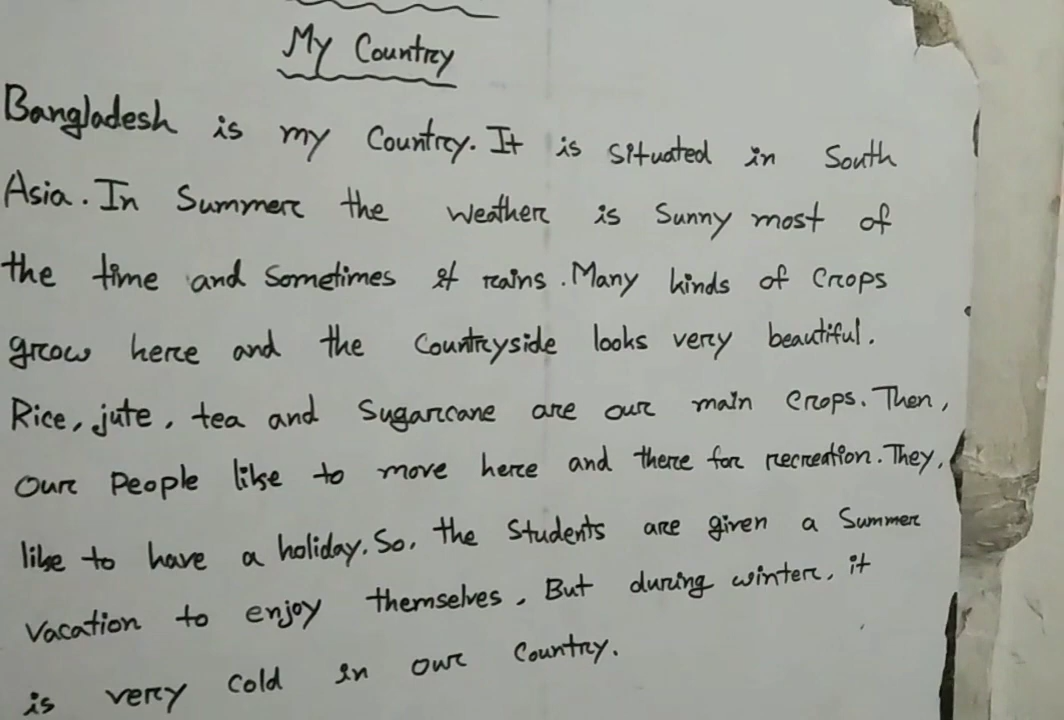 My Country
Bangladesh is my Country. It is situated in South
Asia. In Summer the weather is Sunny most of
the time and Sometimes it rains. Many kinds of Crops
grow here and the Countryside looks very beautiful.
Rice, jute, tea and Sugarcane are our main crops. Then,
our People like to move here and there for recreation. They,
like to have a holiday. So, the Students are given a Summer
Vacation to enjoy themselves. But during winter, it
is very Cold in our Country.